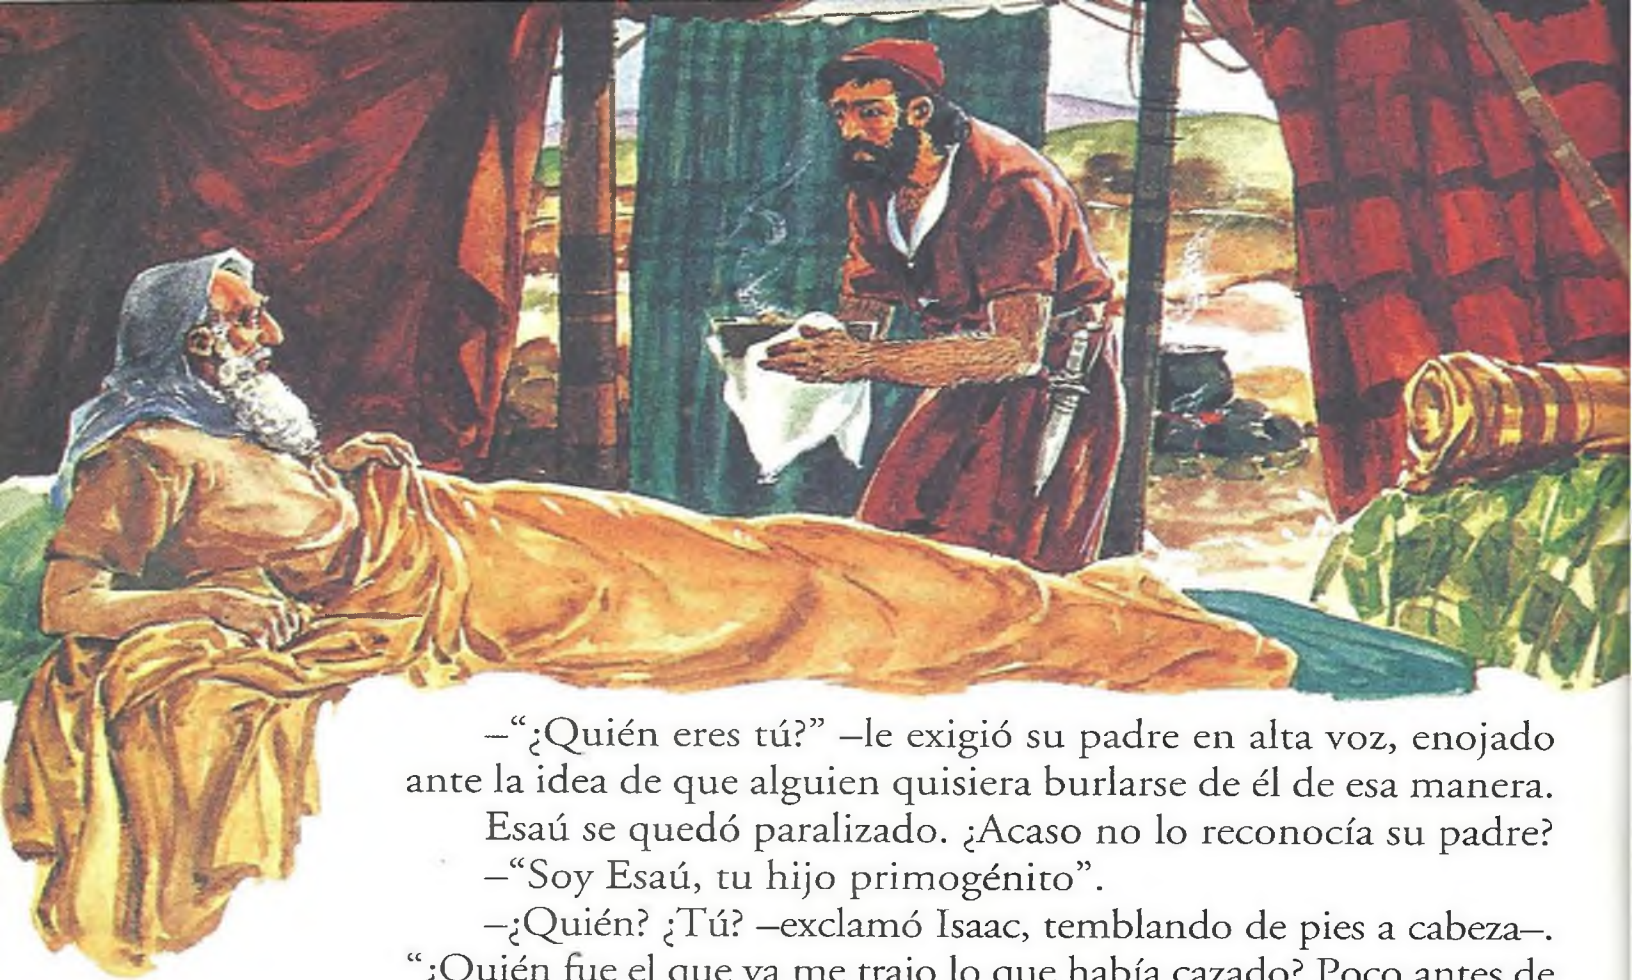 –“¿Quién eres tú?” –le exigió su padre en alta voz, enojado
ante la idea de que alguien quisiera burlarse de él de esa manera.
Esaú se quedó paralizado. ¿Acaso no lo reconocía su padre?
–“Soy Esaú, tu hijo primogénito”.
–¿Quién? ¿Tú? –exclamó Isaac, temblando de pies a cabeza–.
“¿Quién fue el que ya me trajo lo que había cazado? Poco antes de